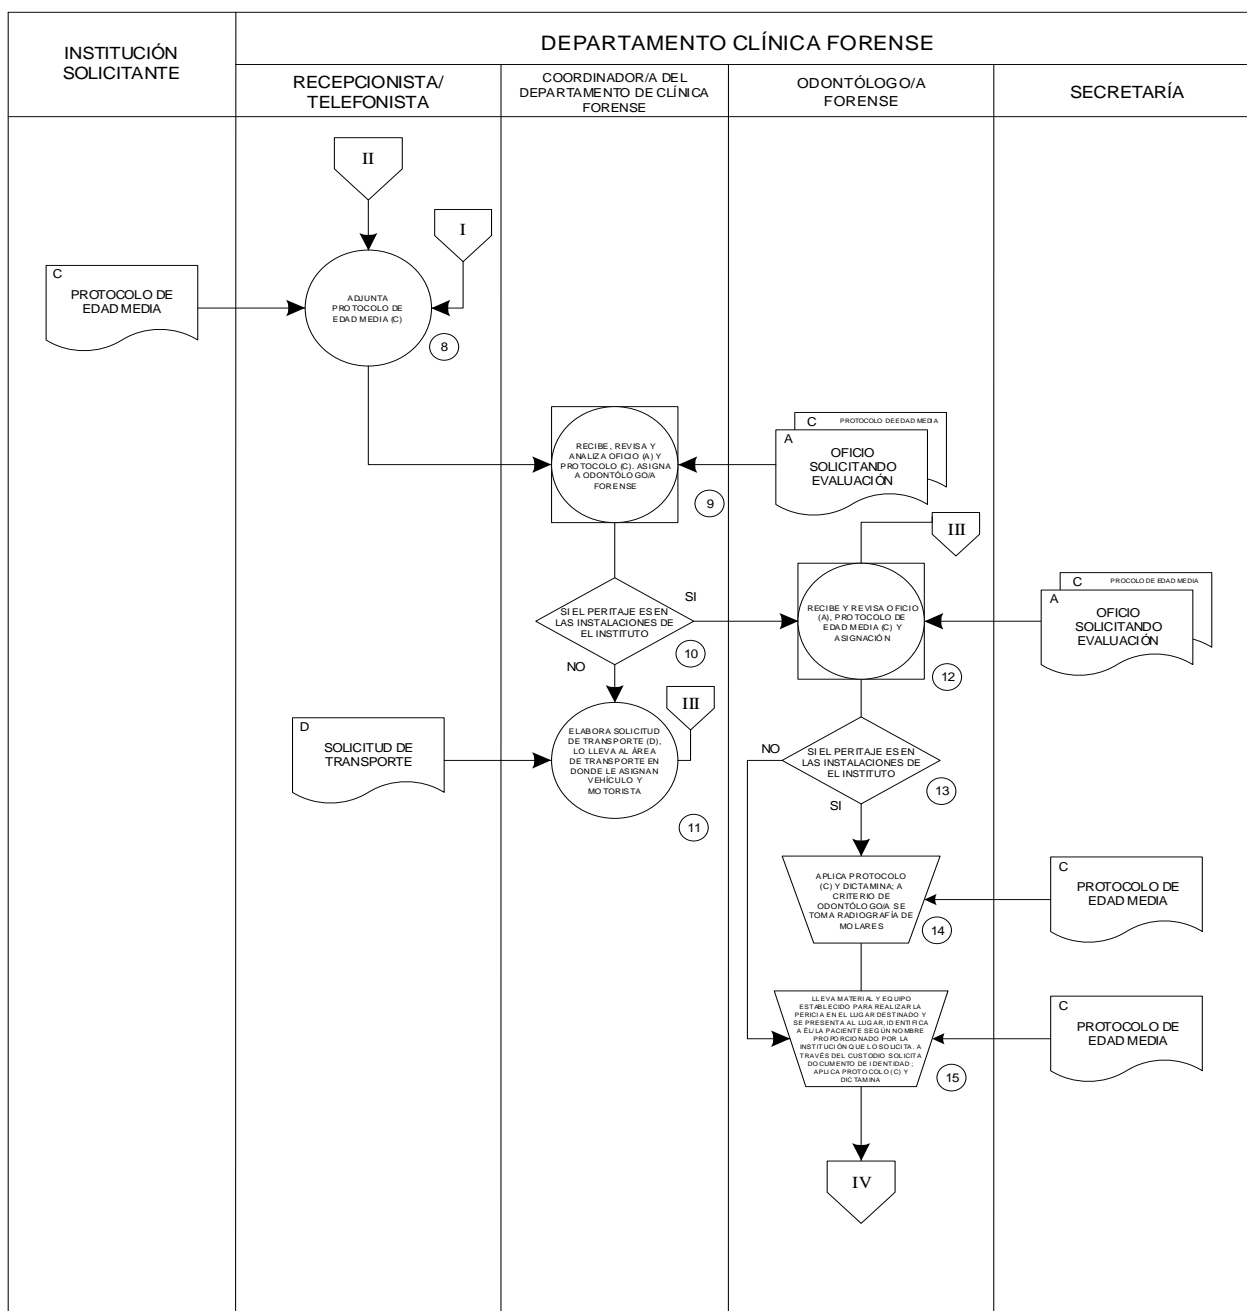 INSTITUCIÓN
SOLICITANTE
DEPARTAMENTO CLÍNICA FORENSE
RECEPCIONISTA/
TELEFONISTA
COORDINADOR/A DEL
DEPARTAMENTO DE CLÍNICA
FORENSE
ODONTÓLOGO/A
FORENSE
SECRETARÍA
II
I
C
PROTOCOLO DE
EDAD MEDIA
ADJUNTA
PROTOCOLO DE
EDAD MEDIA (C)
8
RECIBE, REVISA Y
ANALIZA OFICIO (A) Y
PROTOCOLO (C). ASIGNA
A ODONTÓLOGO/A
FORENSE
9
C
PROTOCOLO DE EDAD MEDIA
A
OFICIO
SOLICITANDO
EVALUACIÓN
III
SI EL PERITAJE ES EN
LAS INSTALACIONES DE
EL INSTITUTO
SI
NO
10
RECIBE Y REVISA OFICIO
(A), PROTOCOLO DE
EDAD MEDIA (C) Y
ASIGNACIÓN
12
C
PROCOLO DE EDAD MEDIA
A
OFICIO
SOLICITANDO
EVALUACIÓN
III
D
SOLICITUD DE
TRANSPORTE
ELABORA SOLICITUD
DE TRANSPORTE (D),
LO LLEVA AL ÁREA
DE TRANSPORTE EN
DONDE LE ASIGNAN
VEHÍCULO Y
MOTORISTA
11
NO
SI EL PERITAJE ES EN
LAS INSTALACIONES DE
EL INSTITUTO
SI
13
APLICA PROTOCOLO
(C) Y DICTAMINA; A
CRITERIO DE
ODONTÓLOGO/A SE
TOMA RADIOGRAFÍA DE
MOLARES
14
C
PROTOCOLO DE
EDAD MEDIA
LLEVA MATERIAL Y EQUIPO
ESTABLECIDO PARA REALIZAR LA
PERICIA EN EL LUGAR DESTINADO Y
SE PRESENTA AL LUGAR, IDENTIFICA
A ÉL/LA PACIENTE SEGÚN NOMBRE
PROPORCIONADO POR LA
INSTITUCIÓN QUE LO SOLICITA. A
TRAVÉS DEL CUSTODIO SOLICITA
DOCUMENTO DE IDENTIDAD;
APLICA PROTOCOLO (C) Y
DICTAMINA
15
C
PROTOCOLO DE
EDAD MEDIA
IV